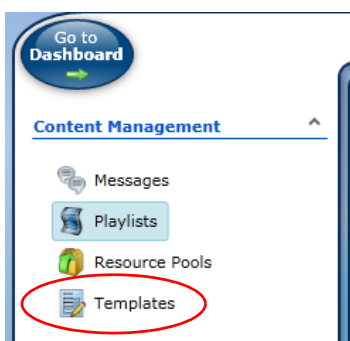 Go to
Dashboard
Content Management
Messages
Playlists
Resource Pools
Templates